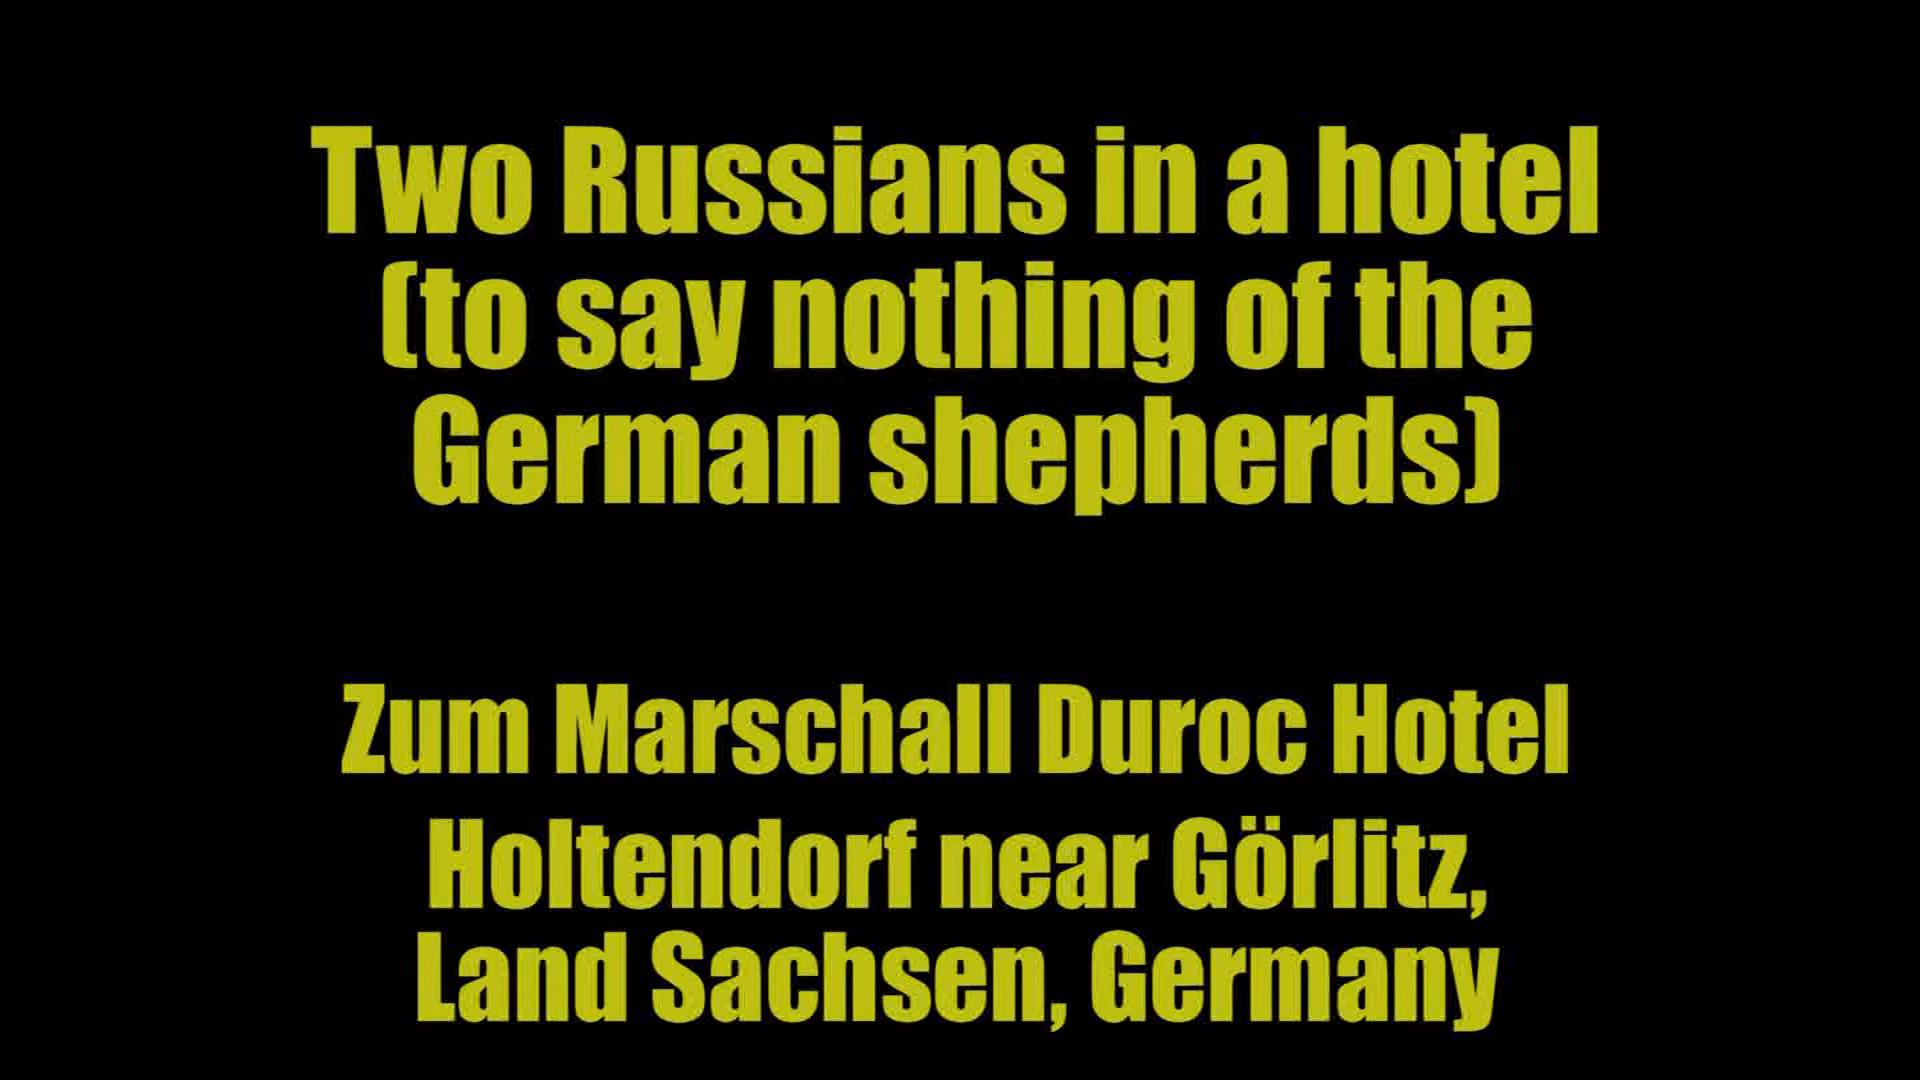 Two Russians in a hotel
(to say nothing of the
German shepherds)
Zum Marschall Duroc Hotel
Holtendorf near Görlitz,
Land Sachsen, Germany